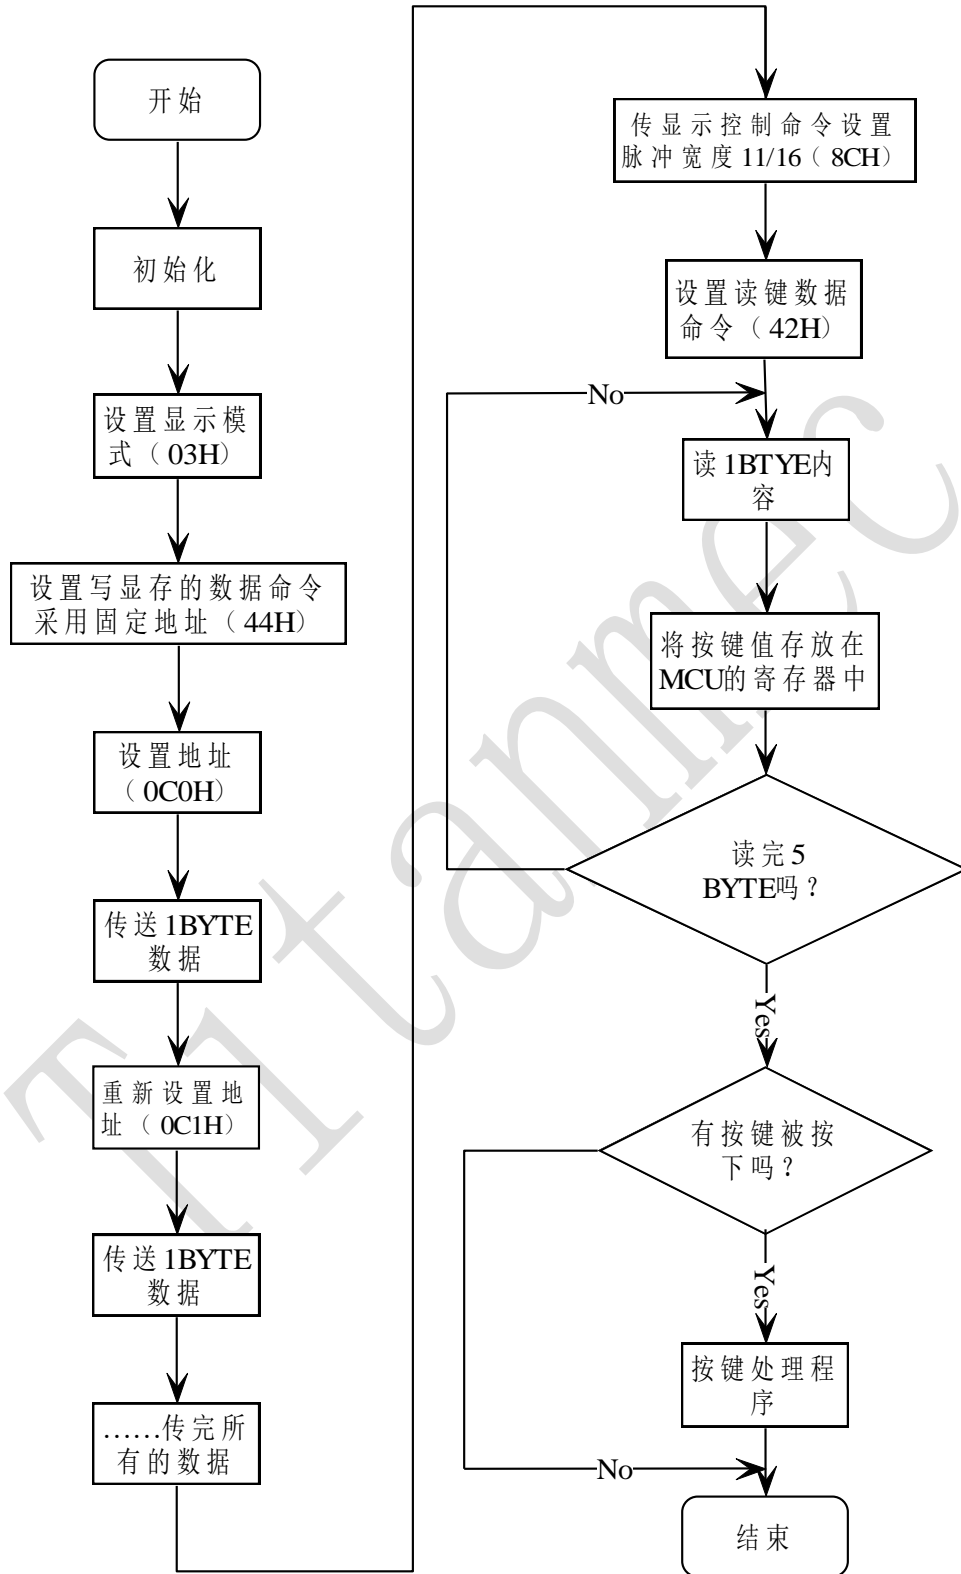 开始
初始化
设置显示模
式（03H）
设置写显存的数据命令
采用固定地址（44H）
设置地址
（0C0H）
传送1BYTE
数据
重新设置地
址（0C1H）
传送1BYTE
数据
……传完所
有的数据
传显示控制命令设置
脉冲宽度11/16（8CH）
设置读键数据
命令（42H）
No
读1BTYE内
容
将按键值存放在
MCU的寄存器中
读完5
BYTE吗？
Yes
有按键被按
下吗？
Yes
按键处理程
序
No
结束
Titanmec